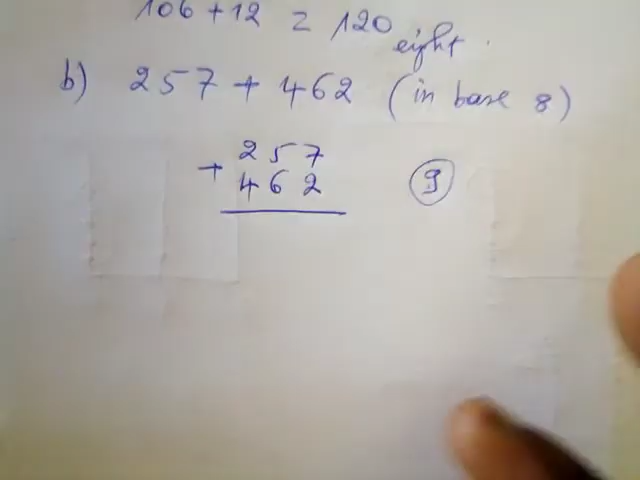 106 + 12 = 120 eight.
b) 257 + 462 (in base 8)
257
+ 462
9